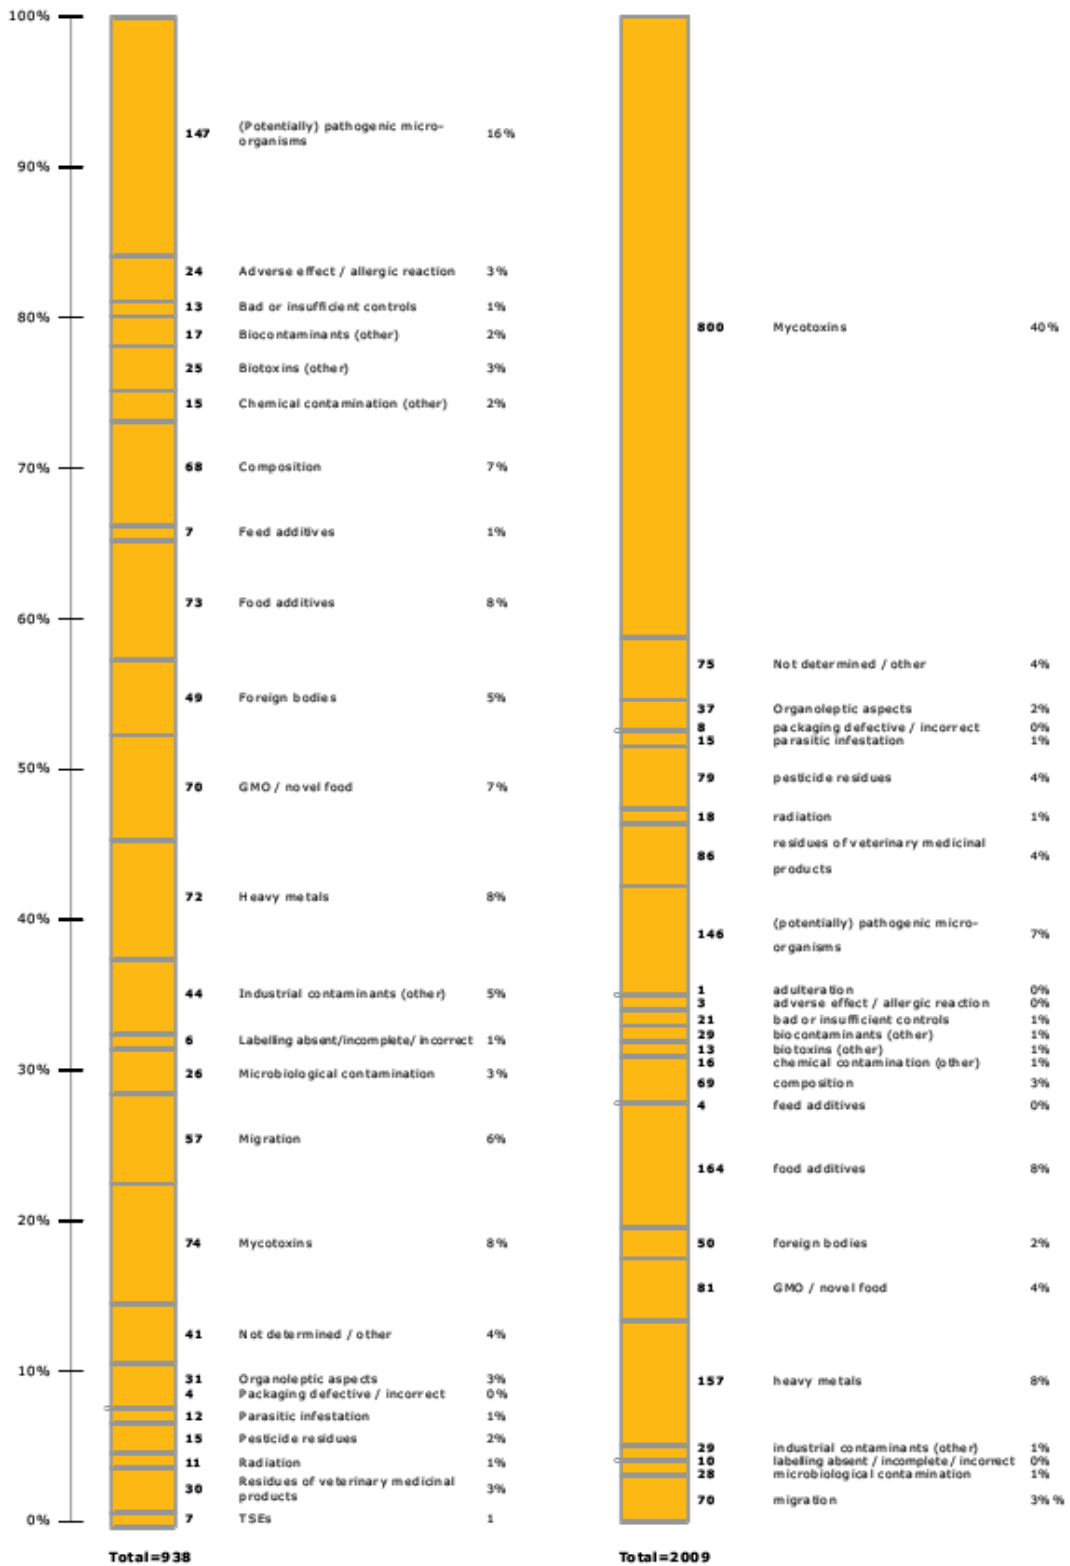 100%
90%
80%
70%
60%
50%
40%
30%
20%
10%
0%
147 (Potentially) pathogenic micro-
organisms 16%
24 Adverse effect / allergic reaction 3%
13 Bad or insufficient controls 1%
17 Biocontaminants (other) 2%
25 Biotoxins (other) 3%
15 Chemical contamination (other) 2%
68 Composition 7%
7 Feed additives 1%
73 Food additives 8%
49 Foreign bodies 5%
70 GMO / novel food 7%
72 Heavy metals 8%
44 Industrial contaminants (other) 5%
6 Labelling absent/incomplete/incorrect 1%
26 Microbiological contamination 3%
57 Migration 6%
74 Mycotoxins 8%
41 Not determined / other 4%
31 Organoleptic aspects 3%
4 Packaging defective / incorrect 0%
12 Parasitic infestation 1%
15 Pesticide residues 2%
11 Radiation 1%
30 Residues of veterinary medicinal
products 3%
7 TSEs 1
Total=938
800 Mycotoxins 40%
75 Not determined / other 4%
37 Organoleptic aspects 2%
8 packaging defective / incorrect 0%
15 parasitic infestation 1%
79 pesticide residues 4%
18 radiation 1%
86 residues of veterinary medicinal
products 4%
146 (potentially) pathogenic micro-
organisms 7%
1 adulteration 0%
3 adverse effect / allergic reaction 0%
21 bad or insufficient controls 1%
29 biocontaminants (other) 1%
13 biotoxins (other) 1%
16 chemical contamination (other) 1%
69 composition 3%
4 feed additives 0%
164 food additives 8%
50 foreign bodies 2%
81 GMO / novel food 4%
157 heavy metals 8%
29 industrial contaminants (other) 1%
10 labelling absent / incomplete / incorrect 0%
28 microbiological contamination 1%
70 migration 3%%
Total=2009